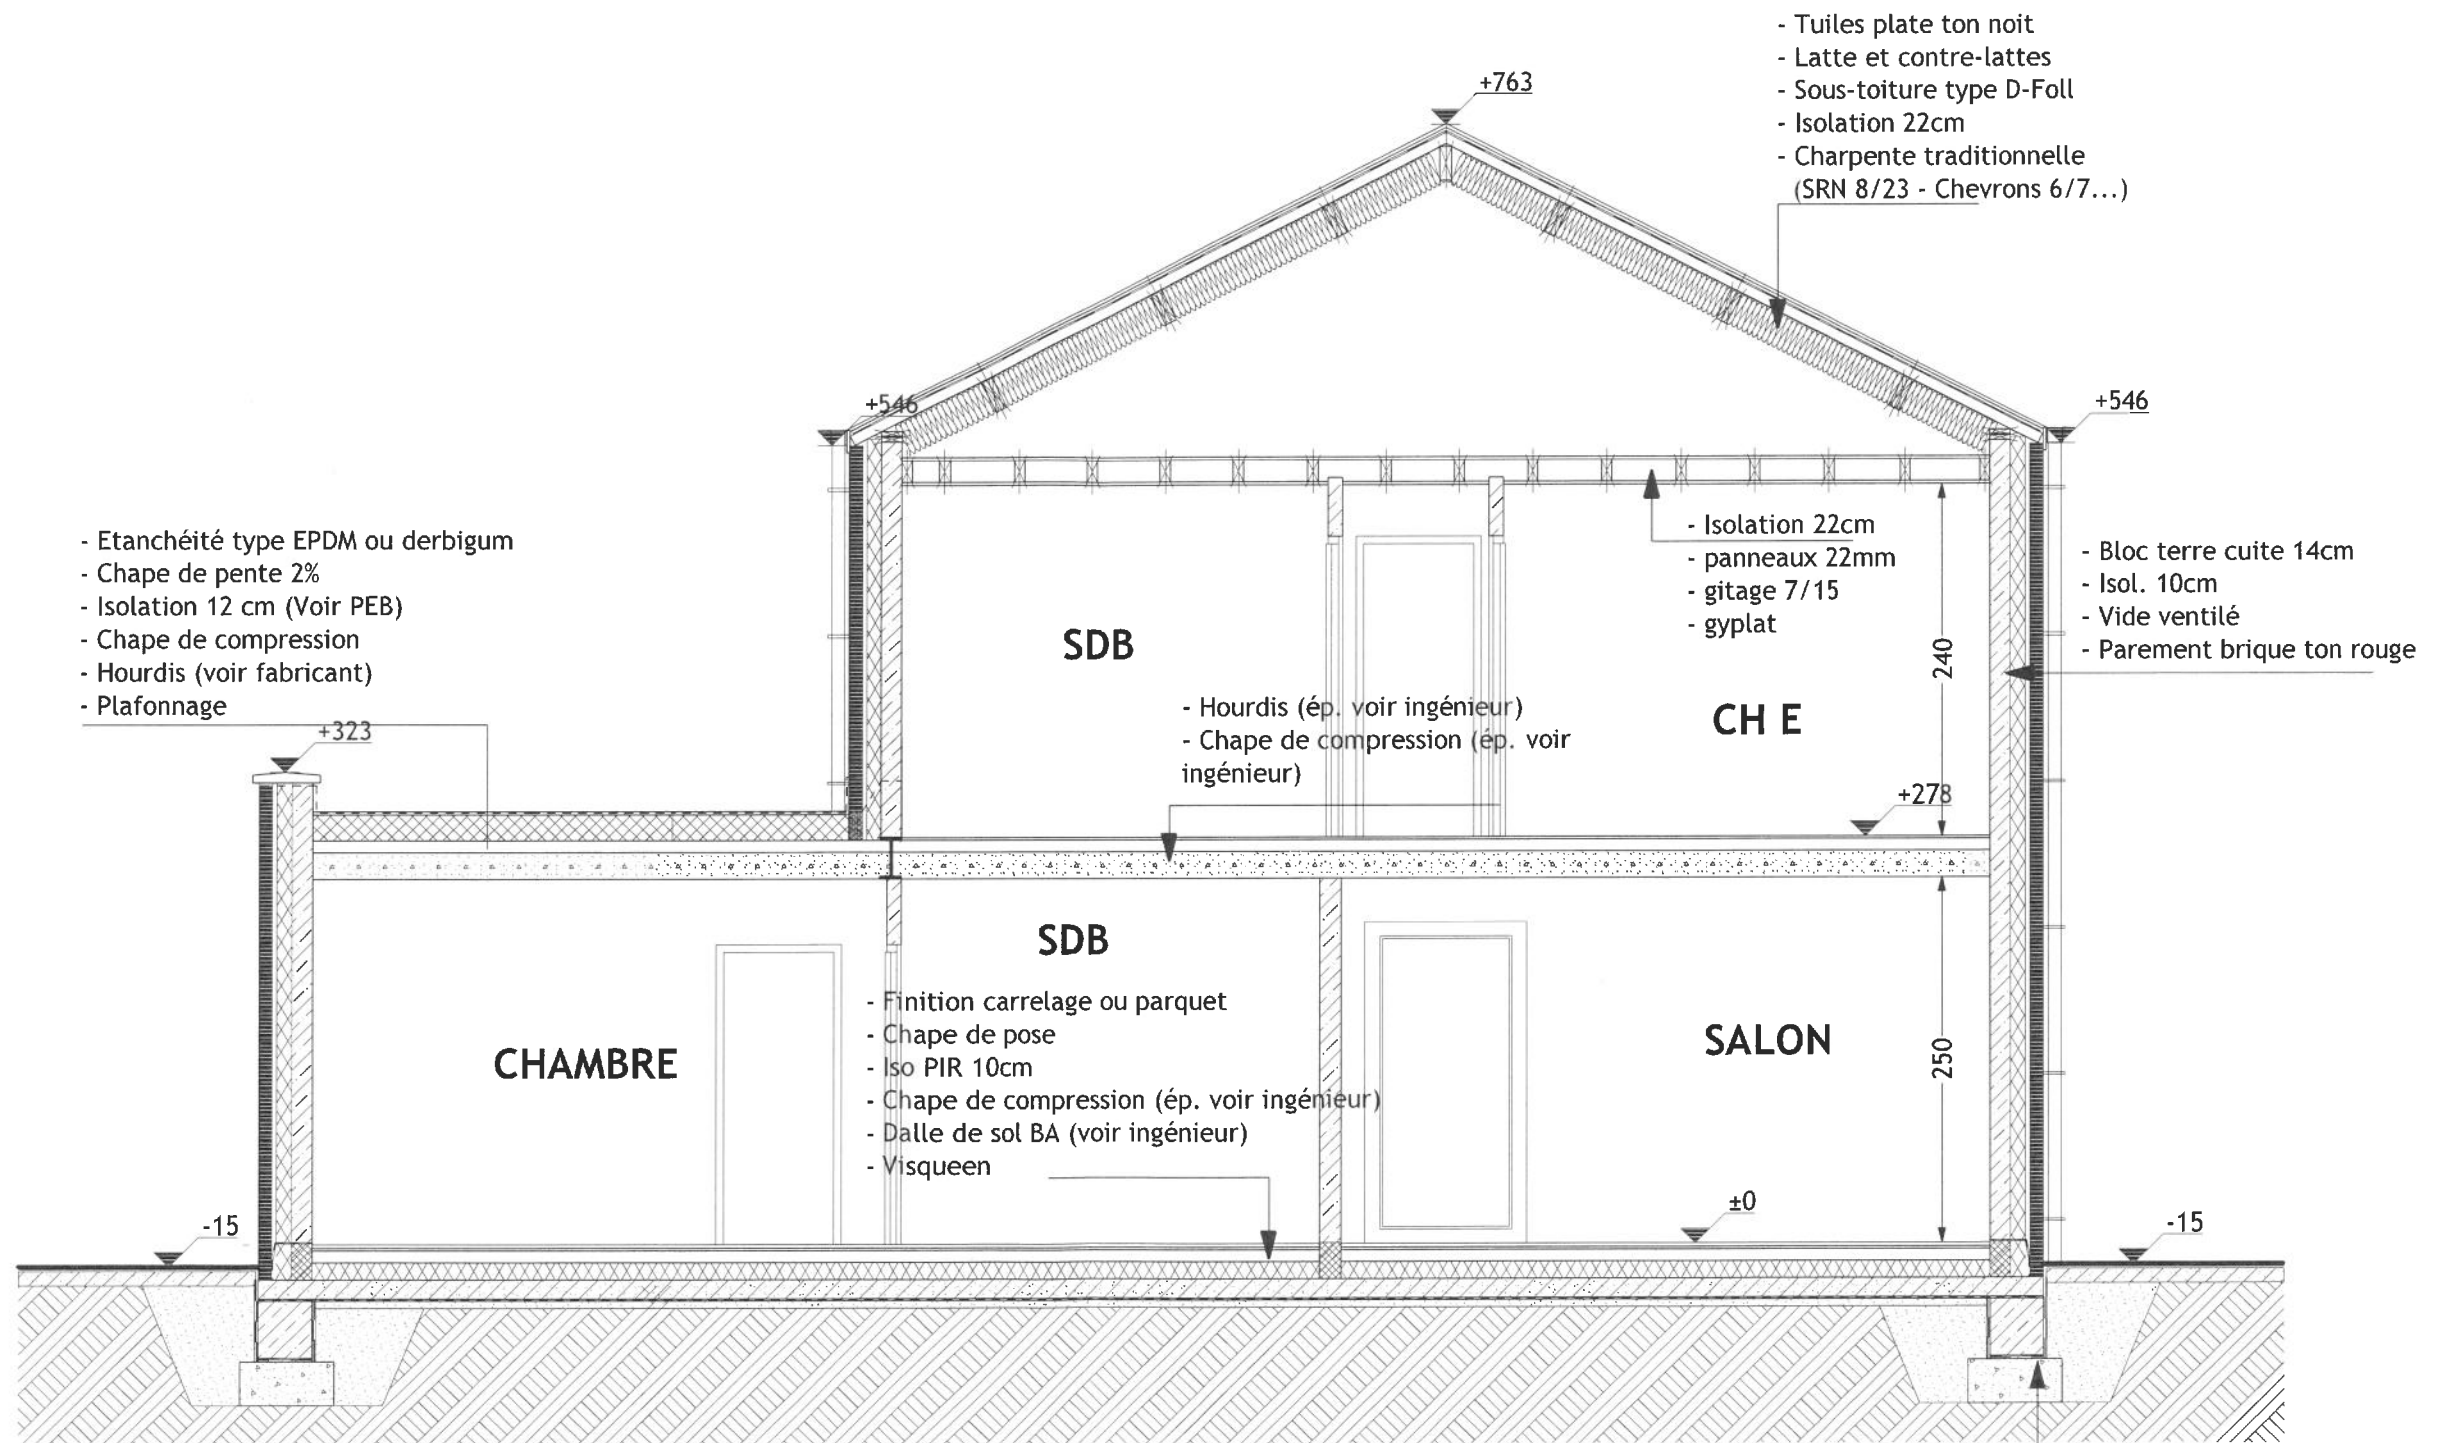 - Tuiles plate ton noit
- Latte et contre-lattes
- Sous-toiture type D-Foll
- Isolation 22cm
- Charpente traditionnelle
(SRN 8/23 - Chevrons 6/7...)
+763
+546
+546
- Etanchéité type EPDM ou derbigum
- Chape de pente 2%
- Isolation 12 cm (Voir PEB)
- Chape de compression
- Hourdis (voir fabricant)
- Plafonnage
+323
- Isolation 22cm
- panneaux 22mm
- gitage 7/15
- gyplat
- Bloc terre cuite 14cm
- Isol. 10cm
- Vide ventilé
- Parement brique ton rouge
SDB
240
- Hourdis (ép. voir ingénieur)
- Chape de compression (ép. voir
ingénieur)
CH E
+278
SDB
- Finition carrelage ou parquet
- Chape de pose
- Iso PIR 10cm
- Chape de compression (ép. voir ingénieur)
- Dalle de sol BA (voir ingénieur)
- Visqueen
CHAMBRE
SALON
250
±0
-15
-15